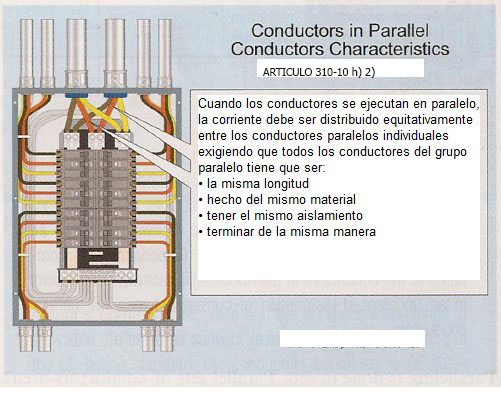 Conductors in Parallel
Conductors Characteristics
ARTICULO 310-10 h) 2)
Cuando los conductores se ejecutan en paralelo,
la corriente debe ser distribuido equitativamente
entre los conductores paralelos individuales
exigiendo que todos los conductores del grupo
paralelo tiene que ser:
• la misma longitud
• hecho del mismo material
• tener el mismo aislamiento
• terminar de la misma manera